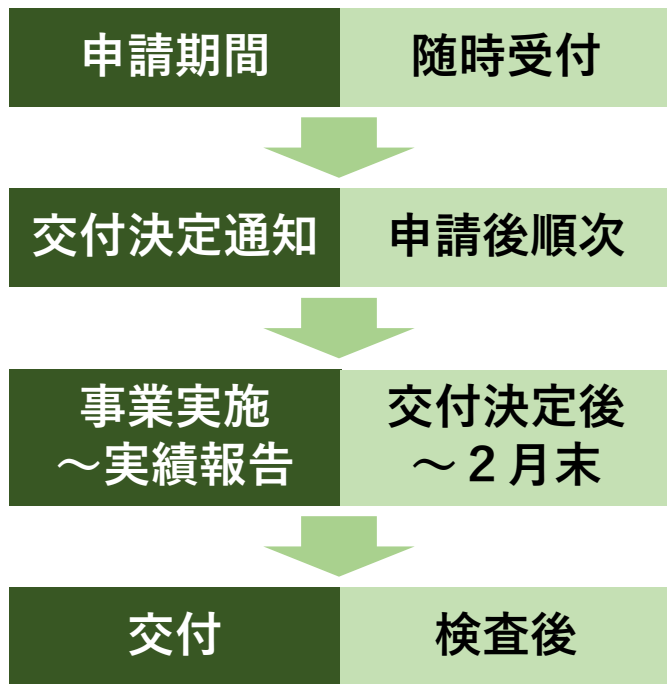 申請期間
随時受付
交付決定通知
申請後順次
事業実施
～実績報告
交付決定後
～２月末
交付
検査後